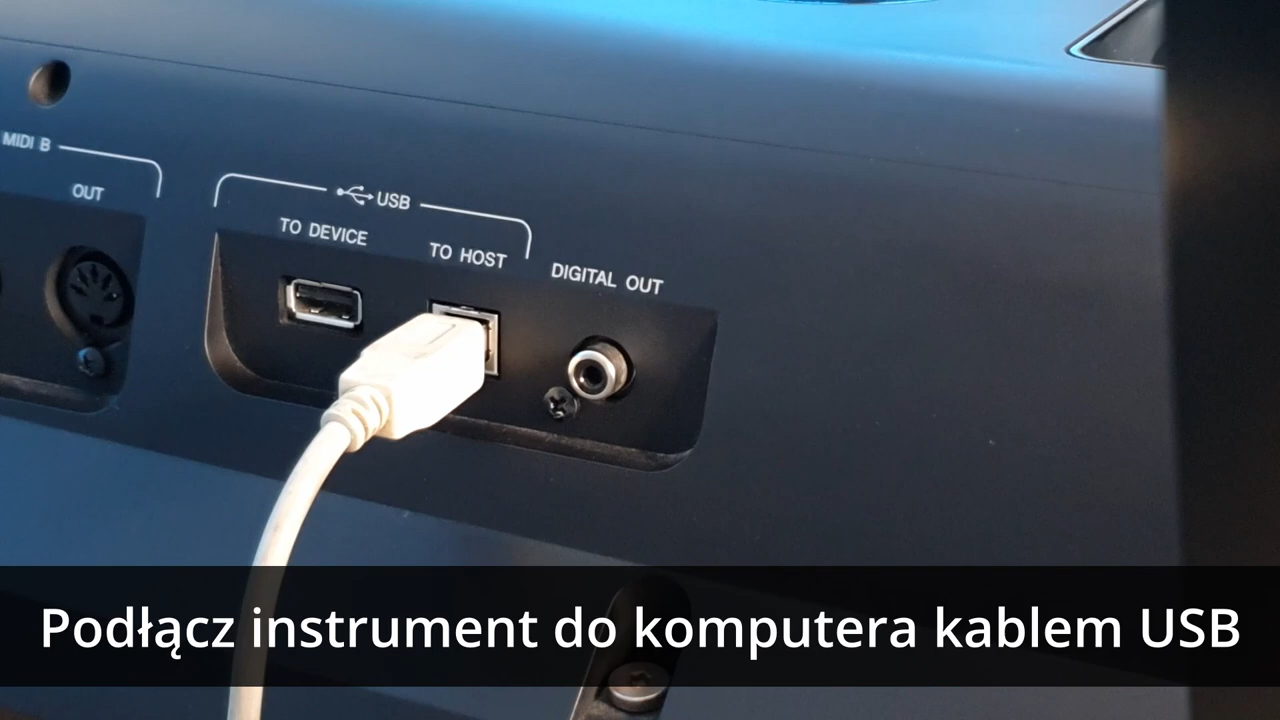 MIDI B
OUT
USB
TO DEVICE
TO HOST
DIGITAL OUT
Podłącz instrument do komputera kablem USB